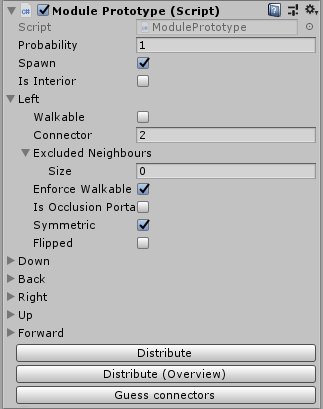 Module Prototype (Script)
Script ModulePrototype
Probability 1
Spawn
Is Interior
Left
Walkable
Connector 2
Excluded Neighbours
Size 0
Enforce Walkable
Is Occlusion Porta
Symmetric
Flipped
Down
Back
Right
Up
Forward
Distribute
Distribute (Overview)
Guess connectors